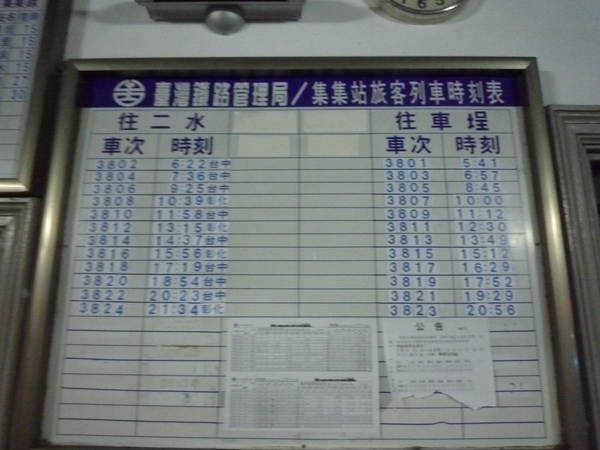 臺灣鐵路管理局/集集站旅客列車時刻表
往二水
車次 時刻
3802 6:22台中
3804 7:36台中
3806 9:25台中
3808 10:39彰化
3810 11:58台中
3812 13:15彰化
3814 14:37台中
3816 15:56彰化
3818 17:19台中
3820 18:54台中
3822 20:23台中
3824 21:34彰化
往車埕
車次 時刻
3801 5:41
3803 6:57
3805 8:45
3807 10:00
3809 11:12
3811 12:30
3813 13:49
3815 15:12
3817 16:29
3819 17:52
3821 19:29
3823 20:56
公告